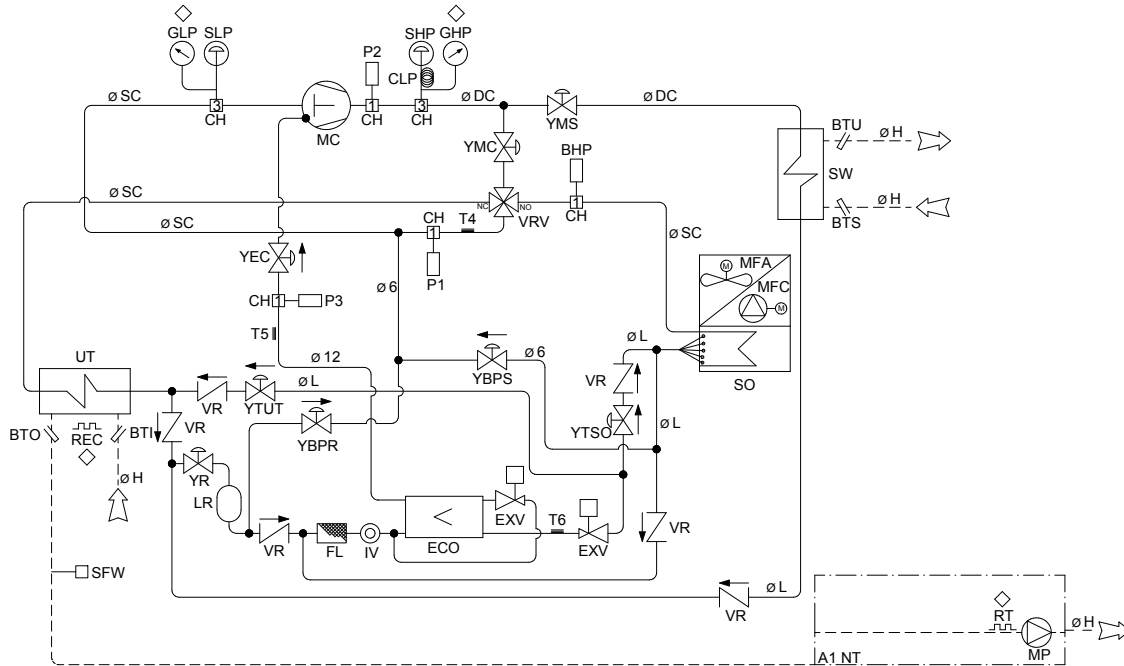 GLP SLP
SHP GHP
P2
CLP
Ø SC
3
CH
MC
1
CH
3
CH
Ø DC
YMS
Ø DC
BTU
Ø H
YMC
BHP
SW
Ø SC
NC
NO
VRV
1
CH
BTS
Ø H
Ø SC
CH
1
T4
P1
Ø SC
YEC
Ø 6
M
MFA
MFC
M
CH
1
P3
T5
Ø L
UT
Ø 12
YBPS
Ø 6
VR
SO
Ø L
VR
YTUT
YTSO
Ø L
BTO
REC
BTI
VR
YBPR
Ø H
YR
LR
EXV
T6
VR
VR
FL
IV
<
ECO
EXV
SFW
Ø L
VR
RT
Ø H
MP
A1 NT